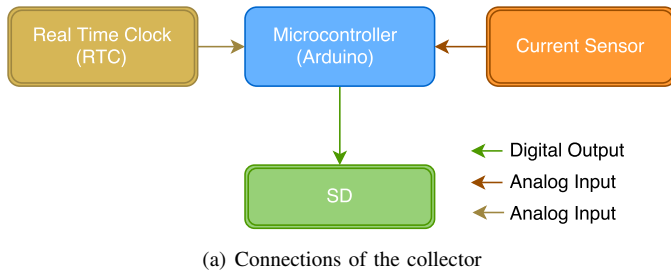 Real Time Clock
(RTC)
Microcontroller
(Arduino)
Current Sensor
SD
Digital Output
Analog Input
Analog Input
(a) Connections of the collector